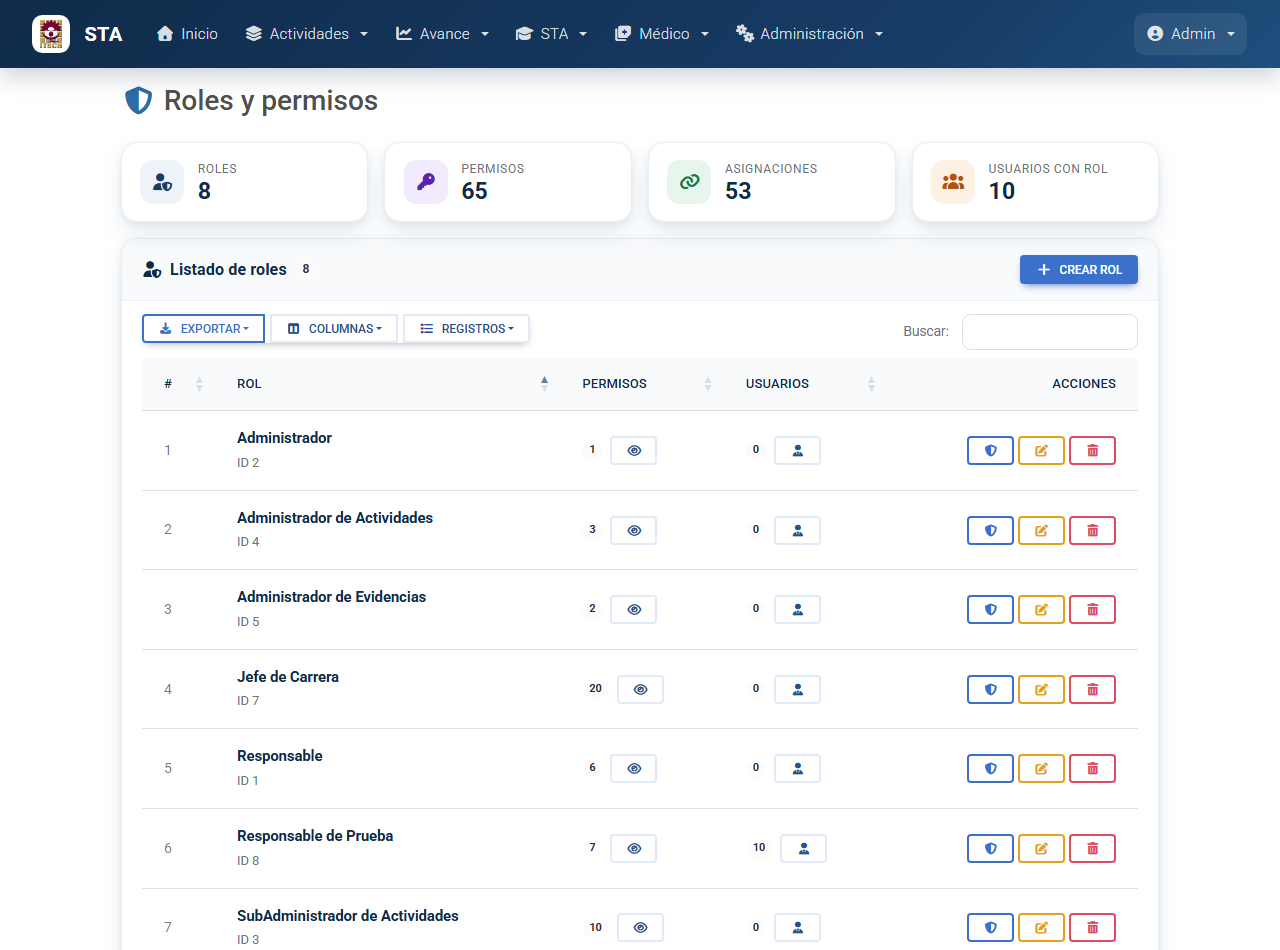 ITSCH
STA
Inicio
Actividades
Avance
STA
Médico
Administración
Admin
Roles y permisos
ROLES
8
PERMISOS
65
ASIGNACIONES
53
USUARIOS CON ROL
10
Listado de roles 8
CREAR ROL
EXPORTAR
COLUMNAS
REGISTROS
Buscar:
# ROL PERMISOS USUARIOS ACCIONES
1 Administrador 1 0
ID 2
2 Administrador de Actividades 3 0
ID 4
3 Administrador de Evidencias 2 0
ID 5
4 Jefe de Carrera 20 0
ID 7
5 Responsable 6 0
ID 1
6 Responsable de Prueba 7 10
ID 8
7 SubAdministrador de Actividades 10 0
ID 3